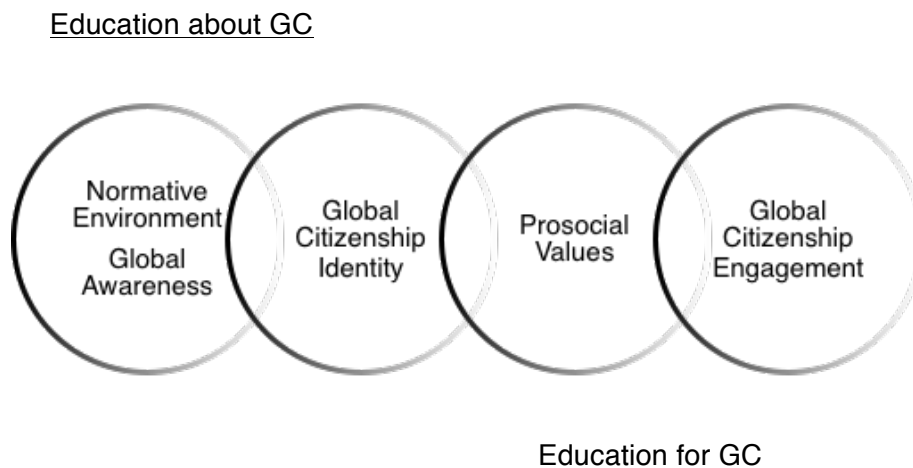 Education about GC
Normative
Environment
Global
Awareness
Global
Citizenship
Identity
Prosocial
Values
Global
Citizenship
Engagement
Education for GC